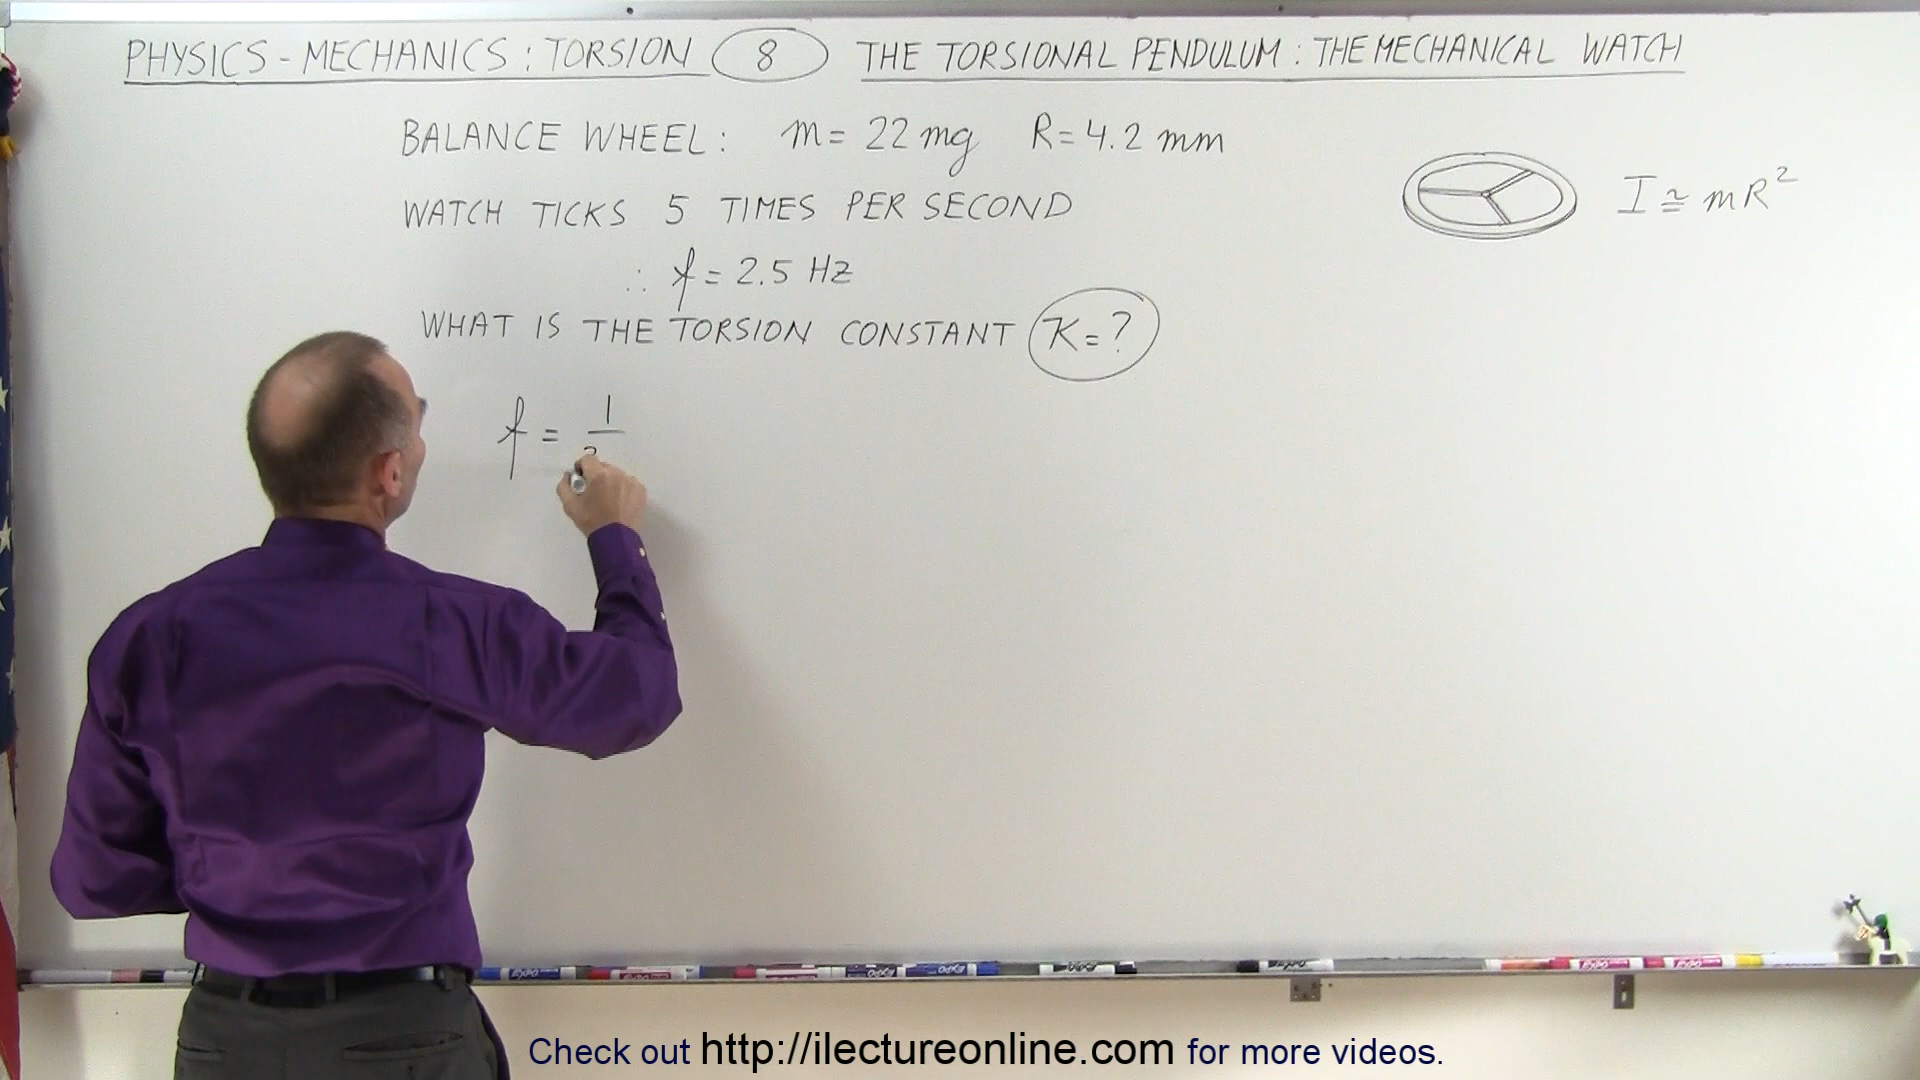 PHYSICS - MECHANICS : TORSION 8 THE TORSIONAL PENDULUM : THE MECHANICAL WATCH
BALANCE WHEEL : m = 22 mg R = 4.2 mm
WATCH TICKS 5 TIMES PER SECOND
∴ f = 2.5 Hz
I ≅ mR²
WHAT IS THE TORSION CONSTANT K = ?
f = 1
2
EXPO
Check out http://ilectureonline.com for more videos.